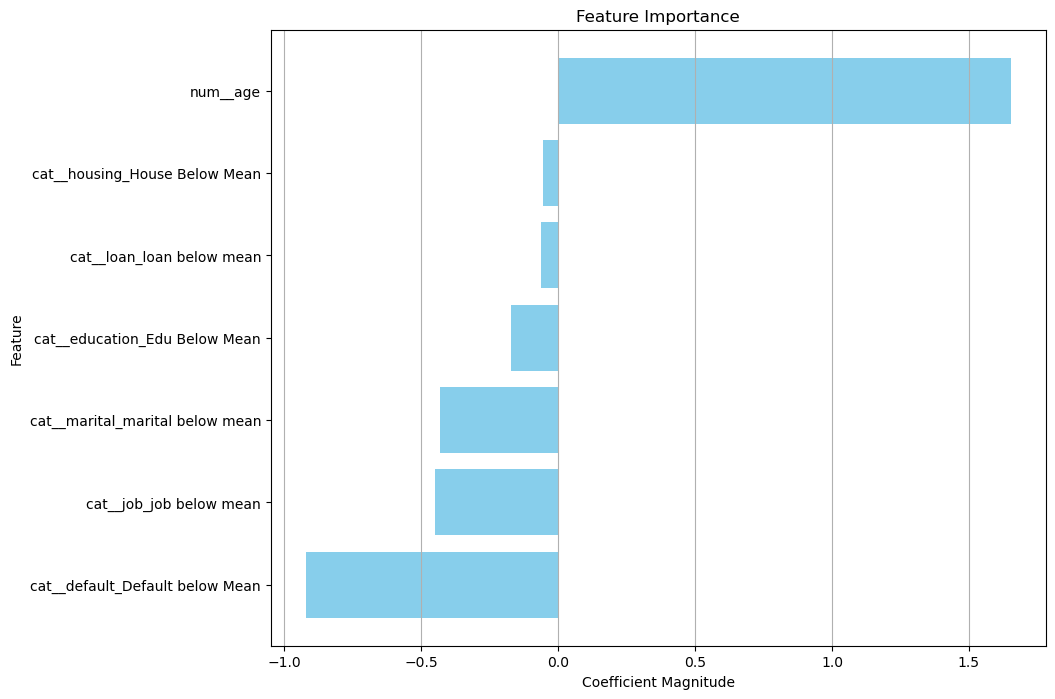 Feature Importance
num__age
cat__housing_House Below Mean
cat__loan_loan below mean
cat__education_Edu Below Mean
cat__marital_marital below mean
cat__job_job below mean
cat__default_Default below Mean
Feature
−1.0 −0.5 0.0 0.5 1.0 1.5
Coefficient Magnitude